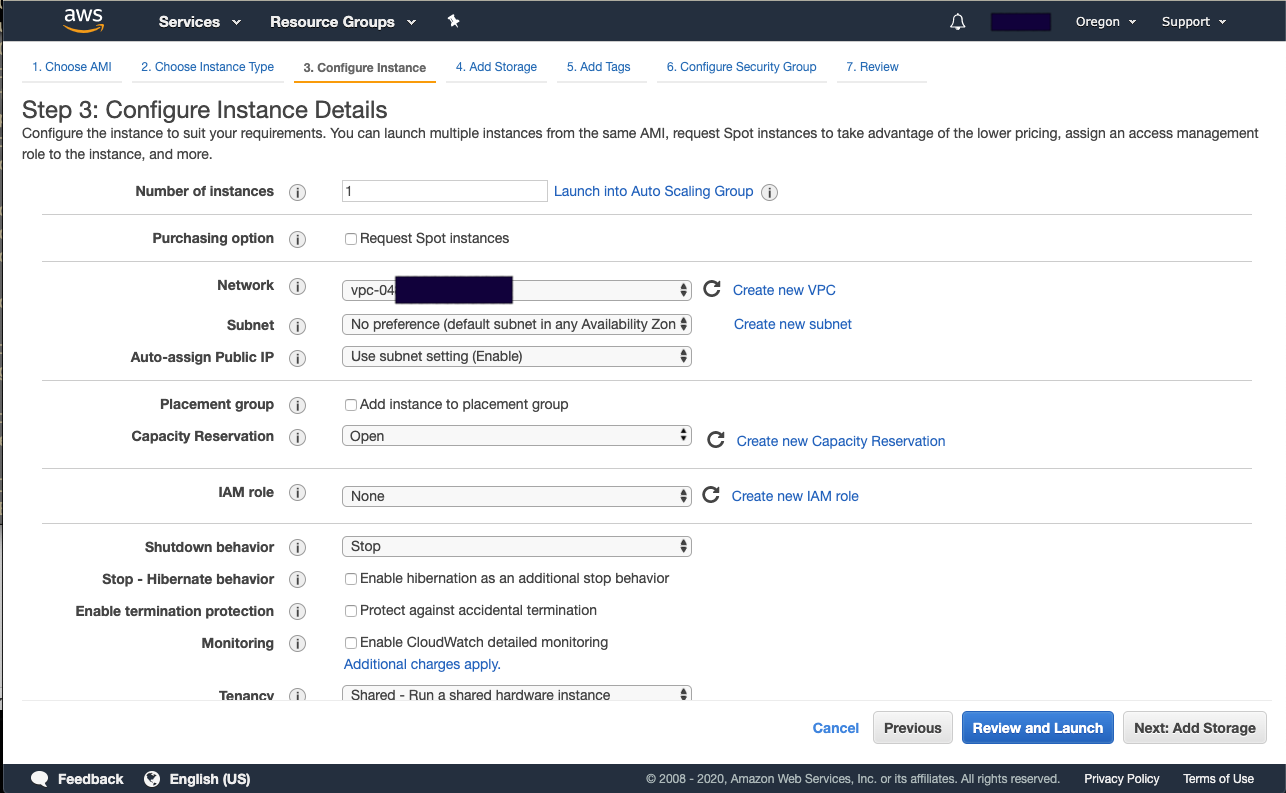 aws Services Resource Groups Oregon Support
1. Choose AMI 2. Choose Instance Type 3. Configure Instance 4. Add Storage 5. Add Tags 6. Configure Security Group 7. Review
Step 3: Configure Instance Details
Configure the instance to suit your requirements. You can launch multiple instances from the same AMI, request Spot instances to take advantage of the lower pricing, assign an access management
role to the instance, and more.
Number of instances i 1 Launch into Auto Scaling Group i
Purchasing option i Request Spot instances
Network i vpc-04 Create new VPC
Subnet i No preference (default subnet in any Availability Zon Create new subnet
Auto-assign Public IP i Use subnet setting (Enable)
Placement group i Add instance to placement group
Capacity Reservation i Open Create new Capacity Reservation
IAM role i None Create new IAM role
Shutdown behavior i Stop
Stop - Hibernate behavior i Enable hibernation as an additional stop behavior
Enable termination protection i Protect against accidental termination
Monitoring i Enable CloudWatch detailed monitoring
Additional charges apply.
Tenancy i Shared - Run a shared hardware instance
Cancel Previous Review and Launch Next: Add Storage
Feedback English (US) © 2008 - 2020, Amazon Web Services, Inc. or its affiliates. All rights reserved. Privacy Policy Terms of Use